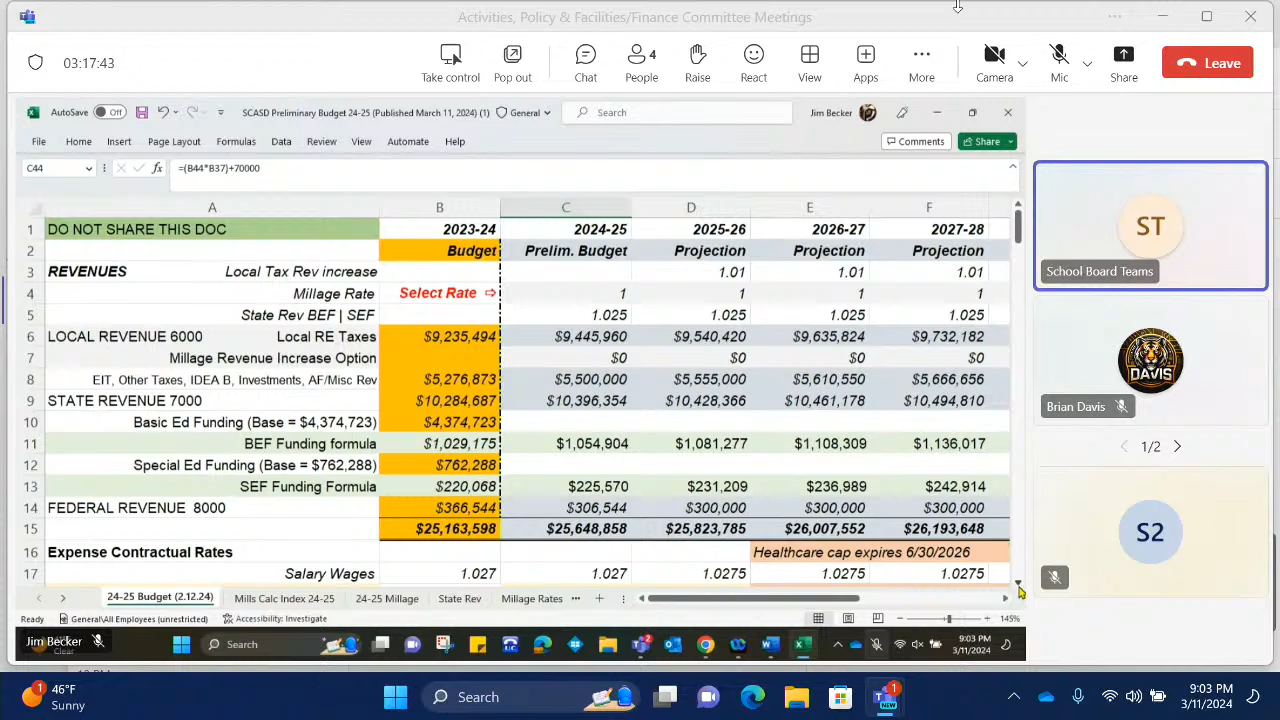 Activities, Policy & Facilities/Finance Committee Meetings
03:17:43
Take control Pop out Chat People 4 Raise React View Apps More Camera Mic Share Leave
AutoSave Off SCASD Preliminary Budget 24-25 (Published March 11, 2024) (1) General Search Jim Becker
File Home Insert Page Layout Formulas Data Review View Automate Help Comments Share
C44 fx =(B44*B37)+70000
A B C D E F
1 DO NOT SHARE THIS DOC 2023-24 2024-25 2025-26 2026-27 2027-28
2 Budget Prelim. Budget Projection Projection Projection
3 REVENUES Local Tax Rev increase 1.01 1.01 1.01
4 Millage Rate Select Rate ⇨ 1 1 1 1
5 State Rev BEF | SEF 1.025 1.025 1.025 1.025
6 LOCAL REVENUE 6000 Local RE Taxes $9,235,494 $9,445,960 $9,540,420 $9,635,824 $9,732,182
7 Millage Revenue Increase Option $0 $0 $0 $0
8 EIT, Other Taxes, IDEA B, Investments, AF/Misc Rev $5,276,873 $5,500,000 $5,555,000 $5,610,550 $5,666,656
9 STATE REVENUE 7000 $10,284,687 $10,396,354 $10,428,366 $10,461,178 $10,494,810
10 Basic Ed Funding (Base = $4,374,723) $4,374,723
11 BEF Funding formula $1,029,175 $1,054,904 $1,081,277 $1,108,309 $1,136,017
12 Special Ed Funding (Base = $762,288) $762,288
13 SEF Funding Formula $220,068 $225,570 $231,209 $236,989 $242,914
14 FEDERAL REVENUE 8000 $366,544 $306,544 $300,000 $300,000 $300,000
15 $25,163,598 $25,648,858 $25,823,785 $26,007,552 $26,193,648
16 Expense Contractual Rates Healthcare cap expires 6/30/2026
17 Salary Wages 1.027 1.027 1.0275 1.0275 1.0275
24-25 Budget (2.12.24) Mills Calc Index 24-25 24-25 Millage State Rev Millage Rates
Ready General\All Employees (unrestricted) Accessibility: Investigate 145%
Jim Becker
Clear
Search
9:03 PM
3/11/2024
ST
School Board Teams
DAVIS
Brian Davis
1/2
S2
1
46°F
Sunny
Search
NEW
1
9:03 PM
3/11/2024